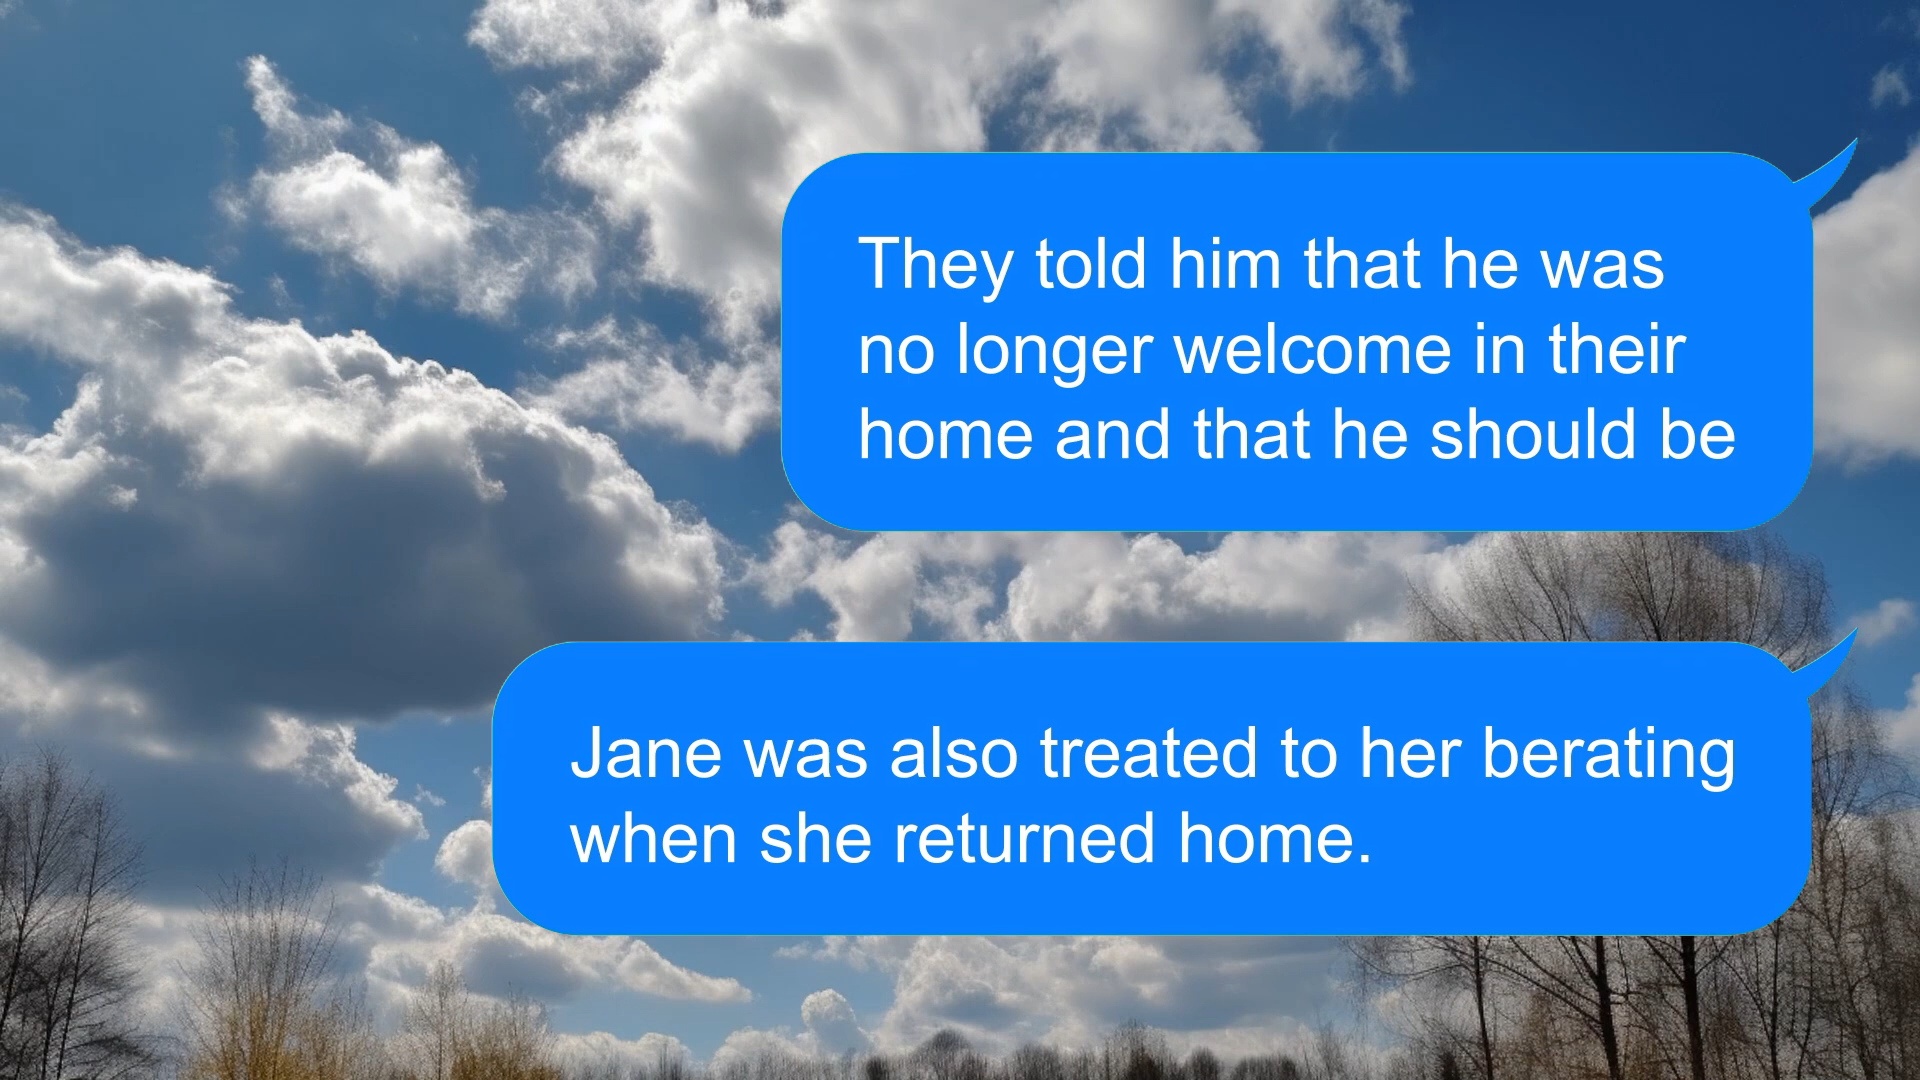 They told him that he was
no longer welcome in their
home and that he should be
Jane was also treated to her berating
when she returned home.